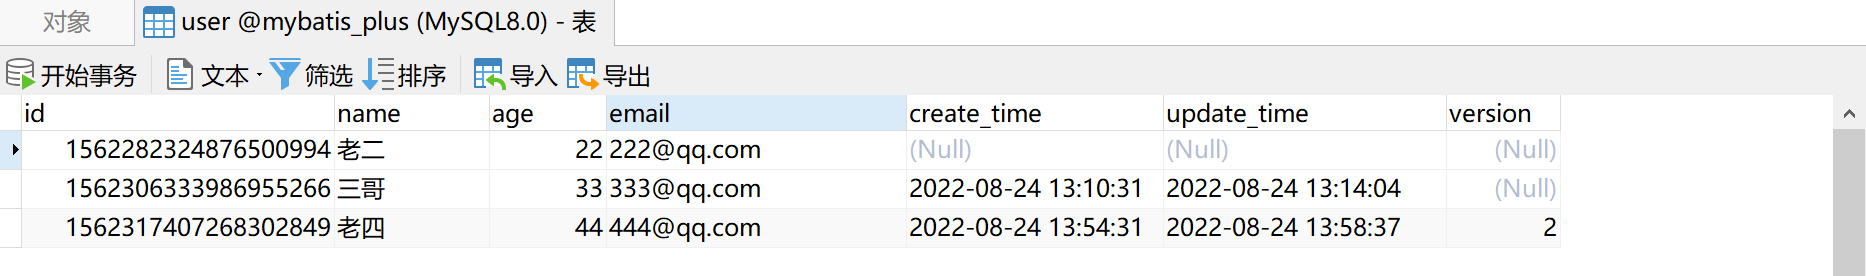 对象 user @mybatis_plus (MySQL8.0) - 表
开始事务 文本 · 筛选 排序 导入 导出
id name age email create_time update_time version
1562282324876500994 老二 22 222@qq.com (Null) (Null) (Null)
1562306333986955266 三哥 33 333@qq.com 2022-08-24 13:10:31 2022-08-24 13:14:04 (Null)
1562317407268302849 老四 44 444@qq.com 2022-08-24 13:54:31 2022-08-24 13:58:37 2